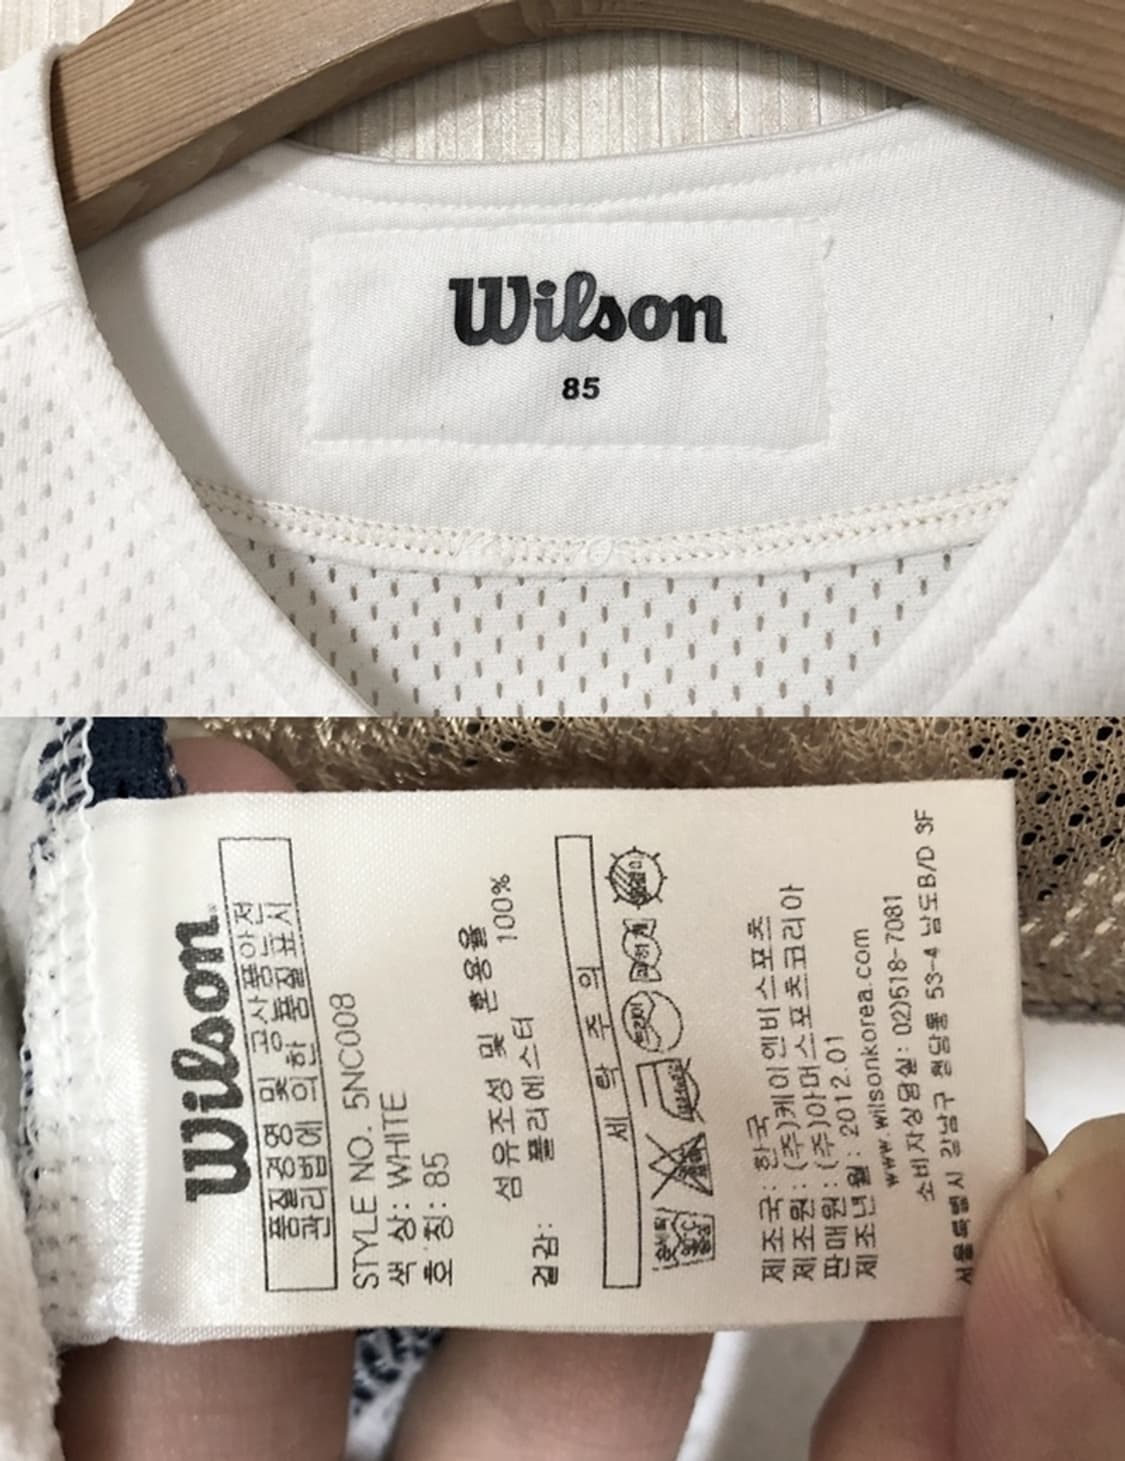 Wilson
85
Wilson
품질경영 및 공산품안전
관리법에 의한 품질표시
STYLE NO. 5NC008
색 상: WHITE
호 칭: 85
섬유조성 및 혼용율
겉감: 폴리에스터 100%
세 탁 주 의
제조국: 한국
제조원: (주)케이엔비스포츠
판매원: (주)아머스포츠코리아
제조년월: 2012.01
www.wilsonkorea.com
소비자상담실: 02)518-7081
서울특별시 강남구 청담동 53-4 남도B/D 3F